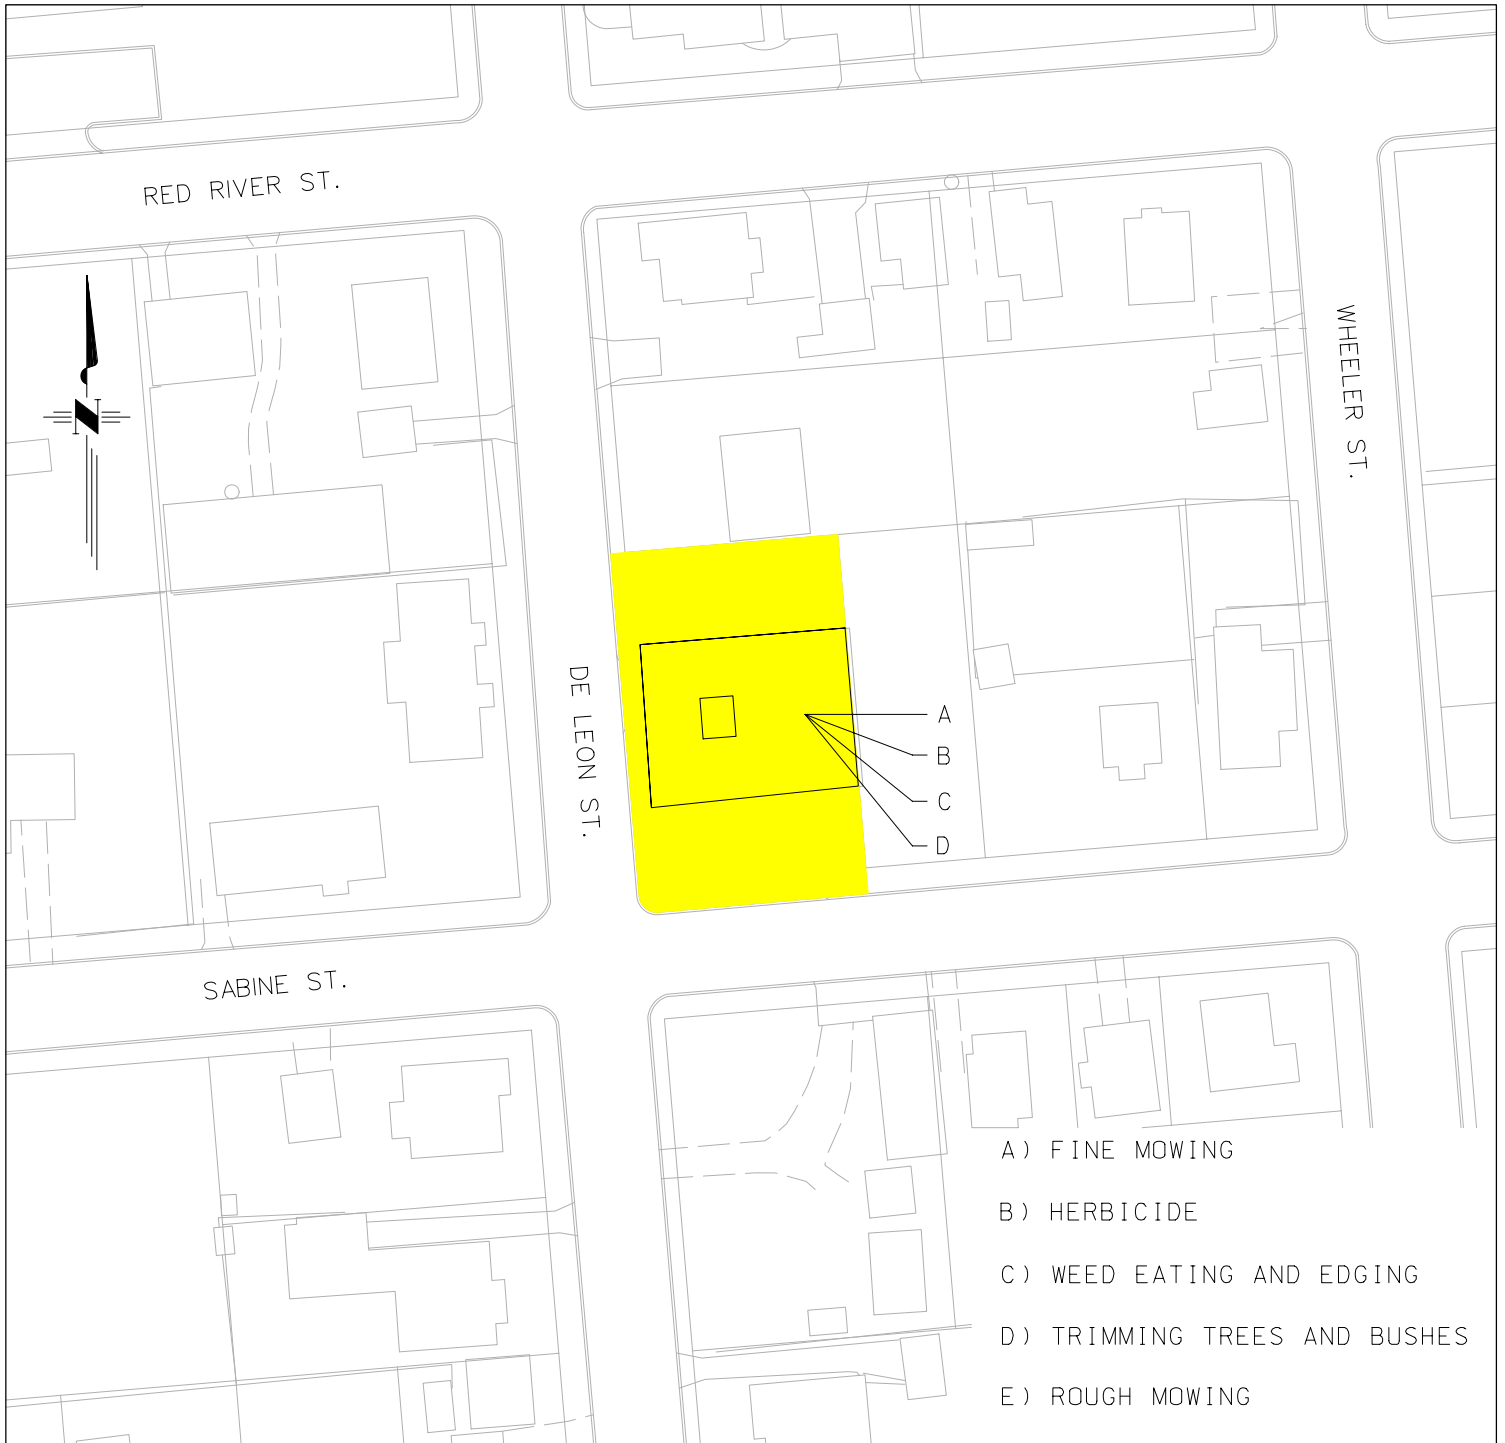 RED RIVER ST.
WHEELER ST.
N
DE LEON ST.
A
B
C
D
SABINE ST.
A) FINE MOWING
B) HERBICIDE
C) WEED EATING AND EDGING
D) TRIMMING TREES AND BUSHES
E) ROUGH MOWING